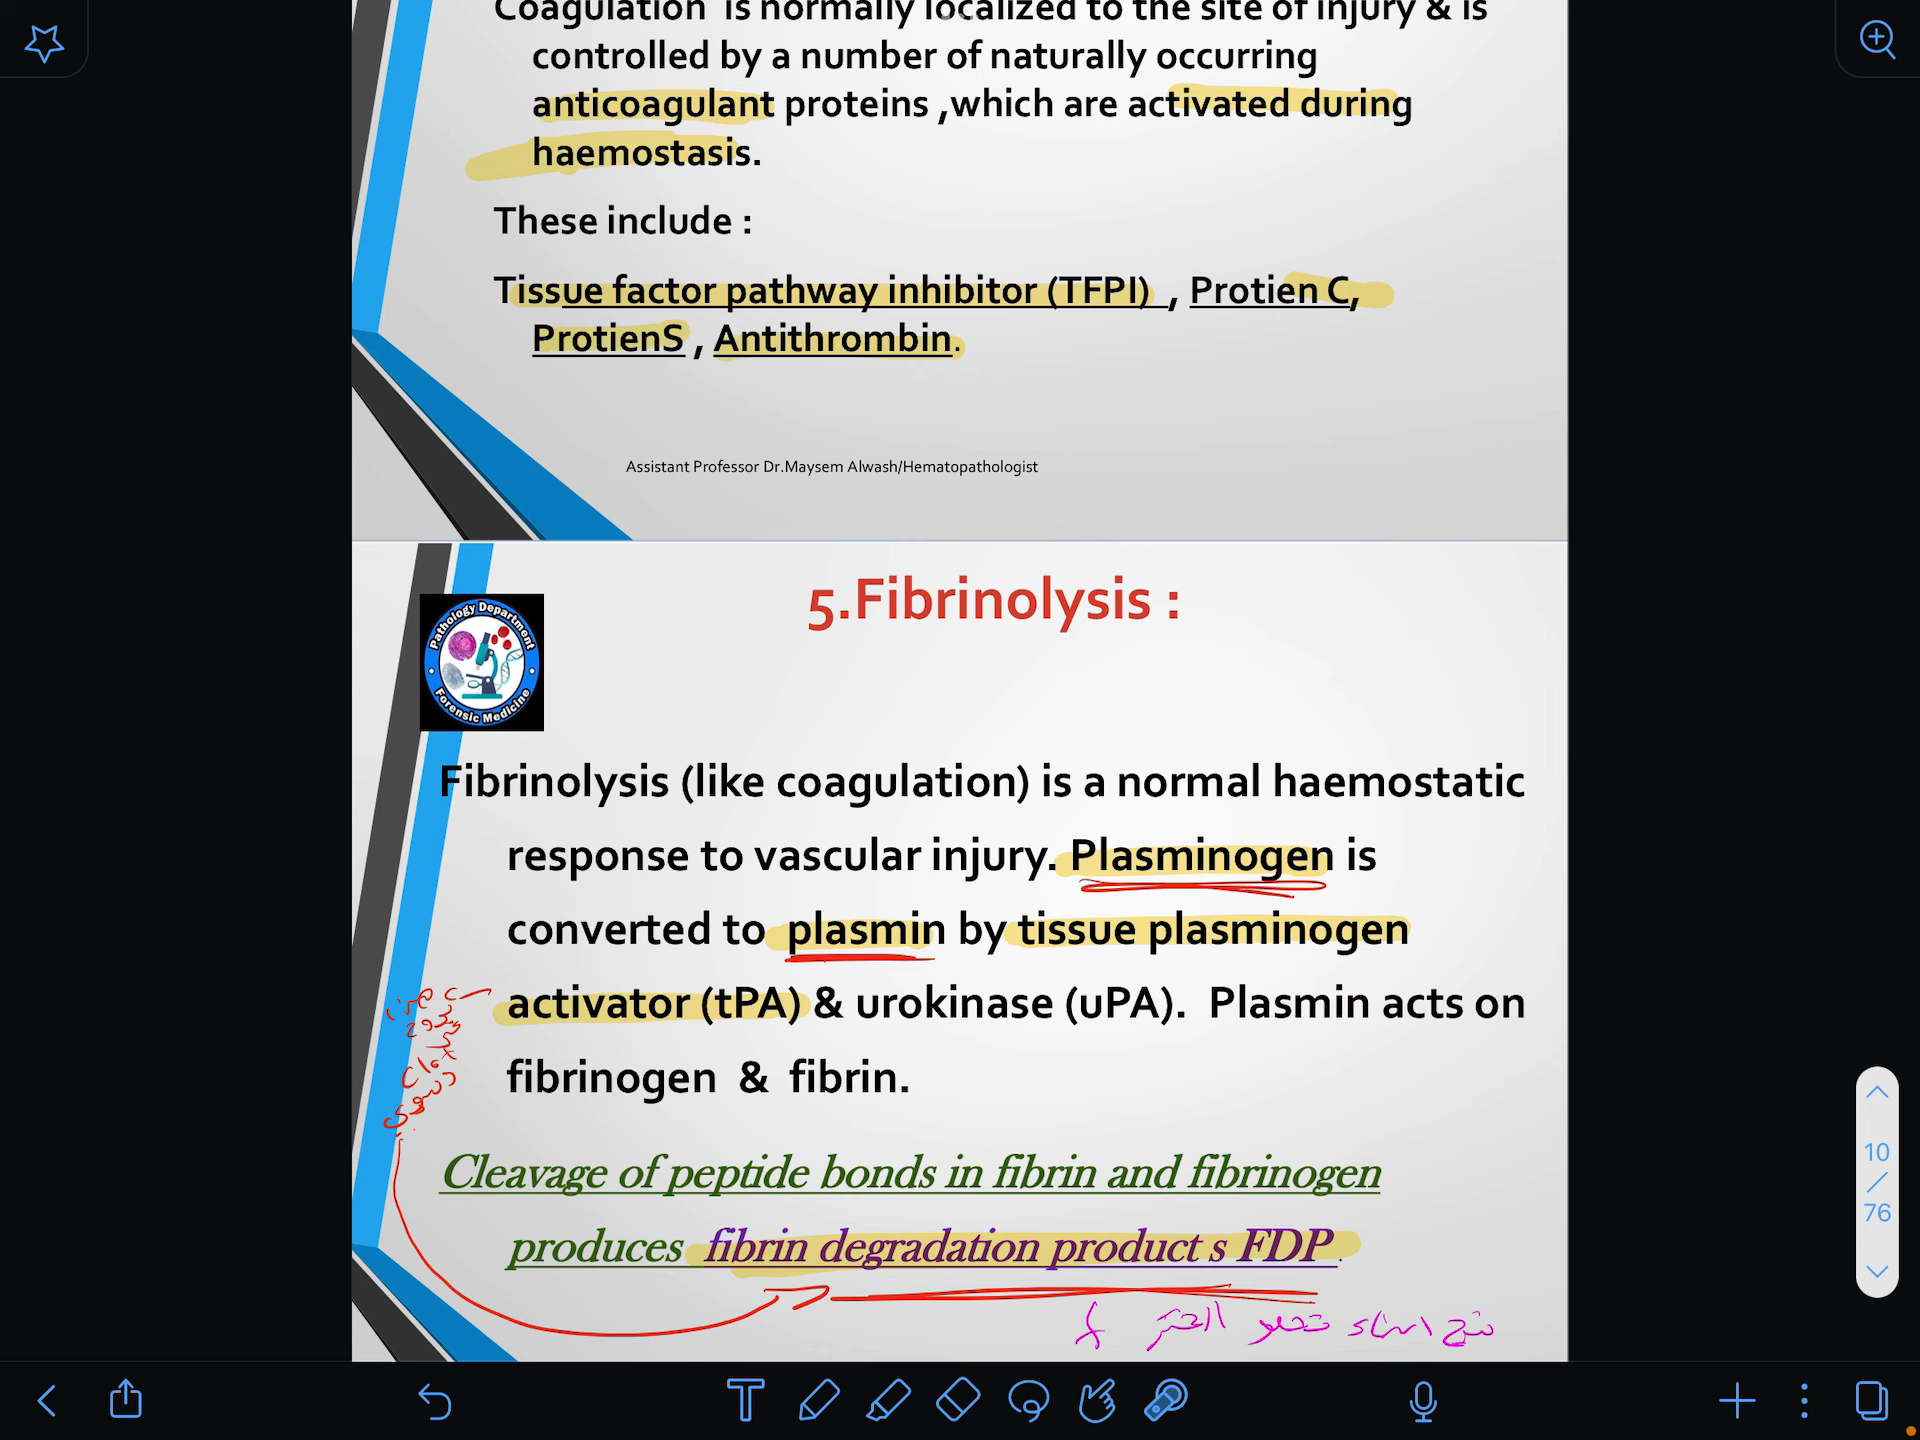 Coagulation is normally localized to the site of injury & is
controlled by a number of naturally occurring
anticoagulant proteins ,which are activated during
haemostasis.
These include :
Tissue factor pathway inhibitor (TFPI) , Protien C,
ProtienS , Antithrombin.
Assistant Professor Dr.Maysem Alwash/Hematopathologist
5.Fibrinolysis :
Pathology Department
Forensic Medicine
Fibrinolysis (like coagulation) is a normal haemostatic
response to vascular injury. Plasminogen is
converted to plasmin by tissue plasminogen
activator (tPA) & urokinase (uPA). Plasmin acts on
fibrinogen & fibrin.
Cleavage of peptide bonds in fibrin and fibrinogen
produces fibrin degradation product s FDP.
10
/
76
T